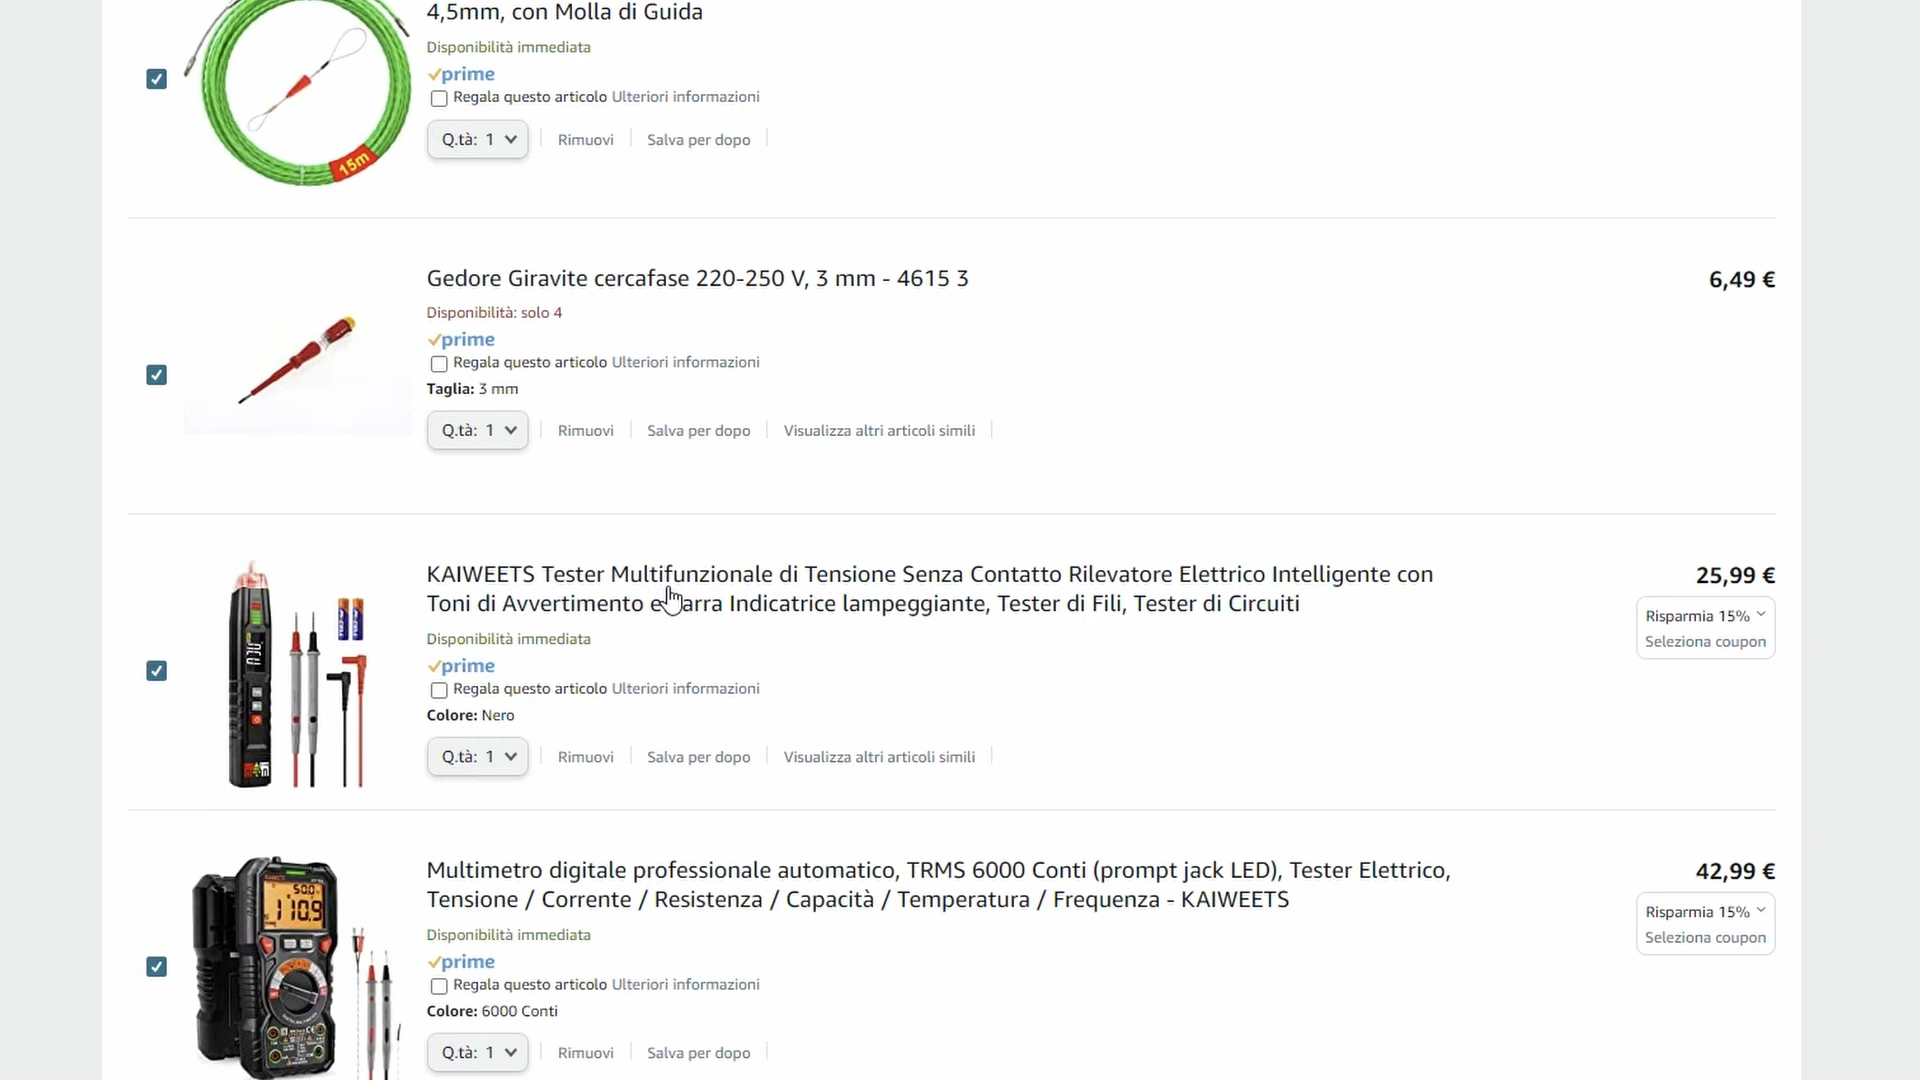 4,5mm, con Molla di Guida
Disponibilità immediata
prime
Regala questo articolo Ulteriori informazioni
Q.tà: 1
Rimuovi
Salva per dopo
15m
Gedore Giravite cercafase 220-250 V, 3 mm - 4615 3
6,49 €
Disponibilità: solo 4
prime
Regala questo articolo Ulteriori informazioni
Taglia: 3 mm
Q.tà: 1
Rimuovi
Salva per dopo
Visualizza altri articoli simili
KAIWEETS Tester Multifunzionale di Tensione Senza Contatto Rilevatore Elettrico Intelligente con
Toni di Avvertimento e arra Indicatrice lampeggiante, Tester di Fili, Tester di Circuiti
25,99 €
Risparmia 15%
Seleziona coupon
Disponibilità immediata
prime
Regala questo articolo Ulteriori informazioni
Colore: Nero
Q.tà: 1
Rimuovi
Salva per dopo
Visualizza altri articoli simili
Multimetro digitale professionale automatico, TRMS 6000 Conti (prompt jack LED), Tester Elettrico,
Tensione / Corrente / Resistenza / Capacità / Temperatura / Frequenza - KAIWEETS
42,99 €
Risparmia 15%
Seleziona coupon
Disponibilità immediata
prime
Regala questo articolo Ulteriori informazioni
Colore: 6000 Conti
Q.tà: 1
Rimuovi
Salva per dopo
50.0
110.9